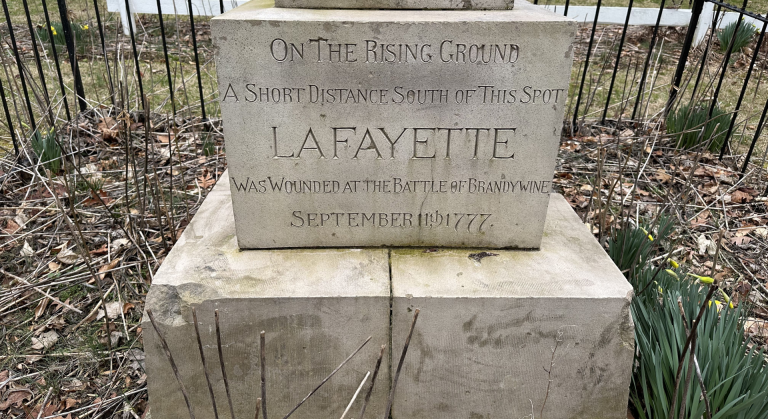 On The Rising Ground
A Short Distance South of This Spot
LAFAYETTE
Was Wounded at the Battle of Brandywine
September 11th 1777.